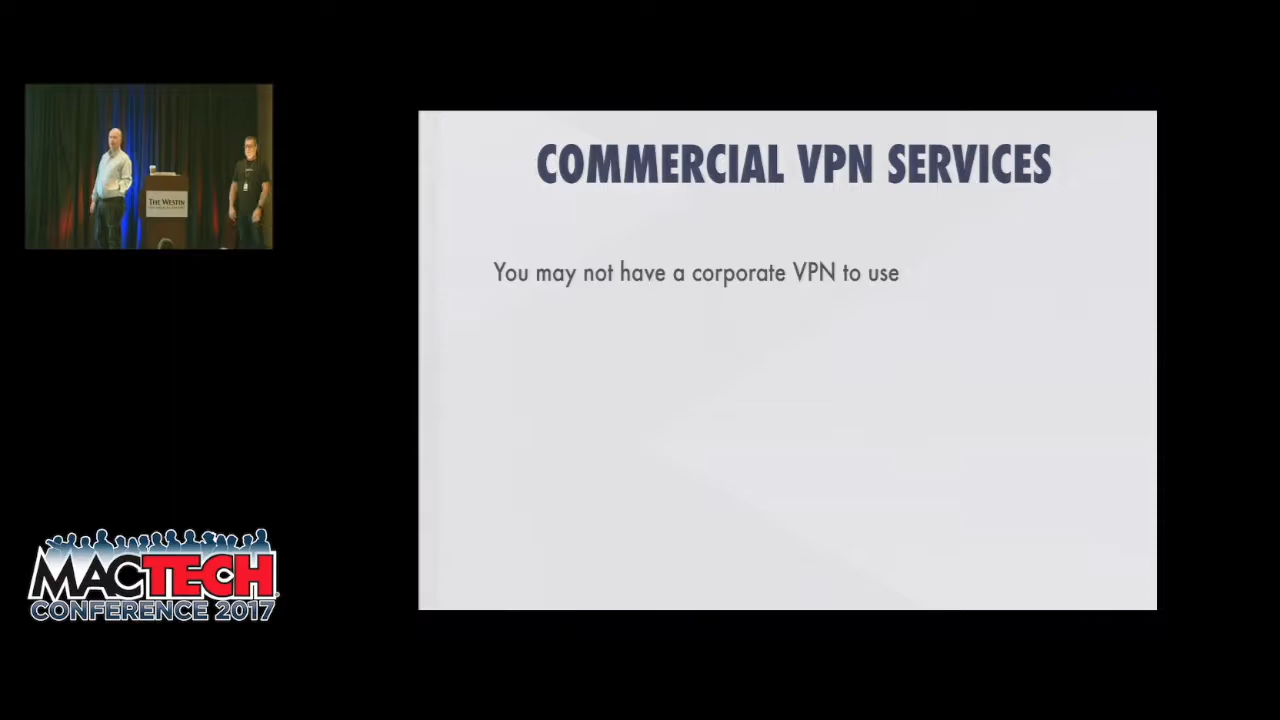 COMMERCIAL VPN SERVICES
You may not have a corporate VPN to use
THE WESTIN
MACTECH
CONFERENCE 2017